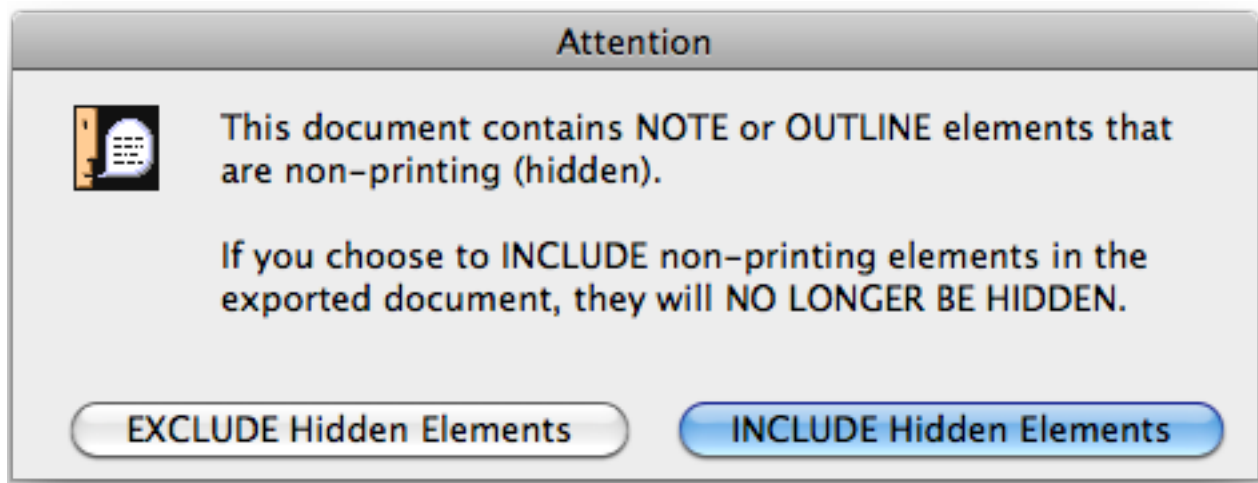 Attention
This document contains NOTE or OUTLINE elements that
are non-printing (hidden).
If you choose to INCLUDE non-printing elements in the
exported document, they will NO LONGER BE HIDDEN.
EXCLUDE Hidden Elements
INCLUDE Hidden Elements